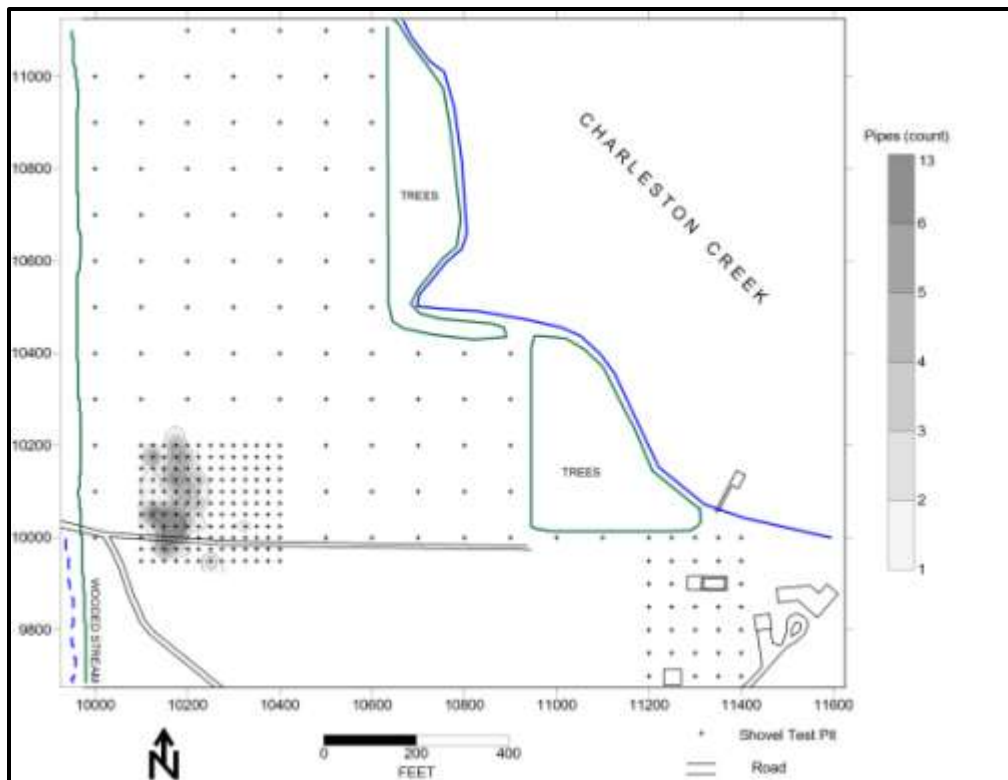 11000
10800
10600
10400
10200
10000
9800
10000
10200
10400
10600
10800
11000
11200
11400
11600
TREES
CHARLESTON CREEK
TREES
WOODED STREAM
Pipes (count)
13
6
5
4
3
2
1
N
0
200
400
FEET
Shovel Test Pit
Road